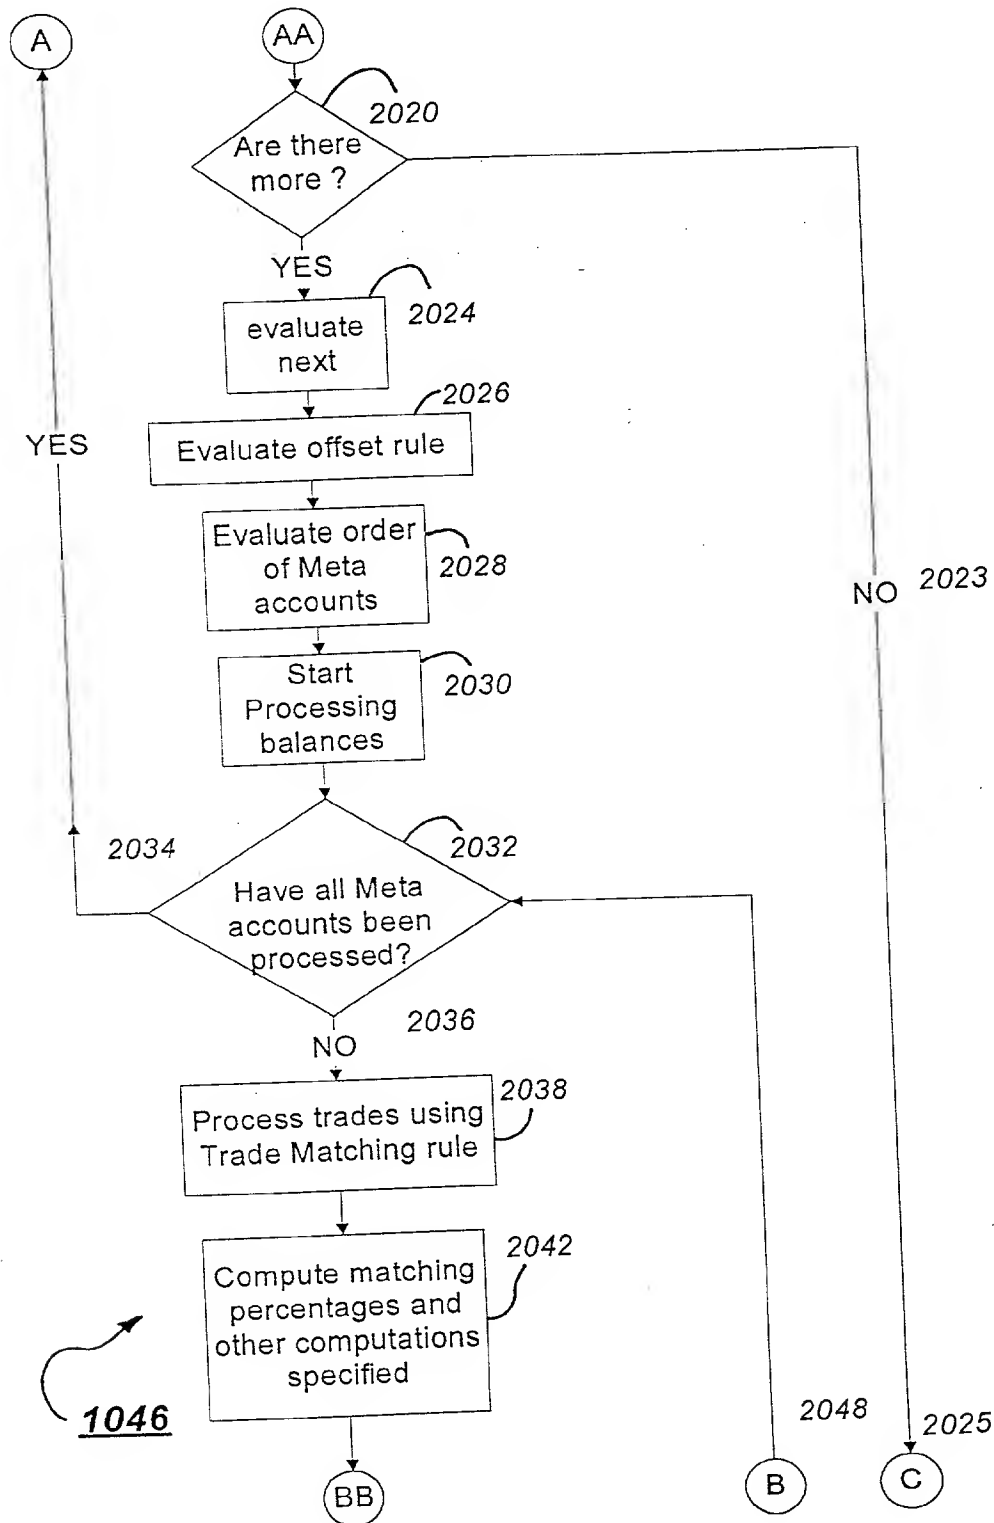 A
AA
2020
Are there
more ?
YES
2024
evaluate
next
2026
Evaluate offset rule
YES
Evaluate order
of Meta
accounts
2028
NO
2023
Start
Processing
balances
2030
2034
2032
Have all Meta
accounts been
processed?
2036
NO
2038
Process trades using
Trade Matching rule
2042
Compute matching
percentages and
other computations
specified
1046
2048
2025
BB
B
C